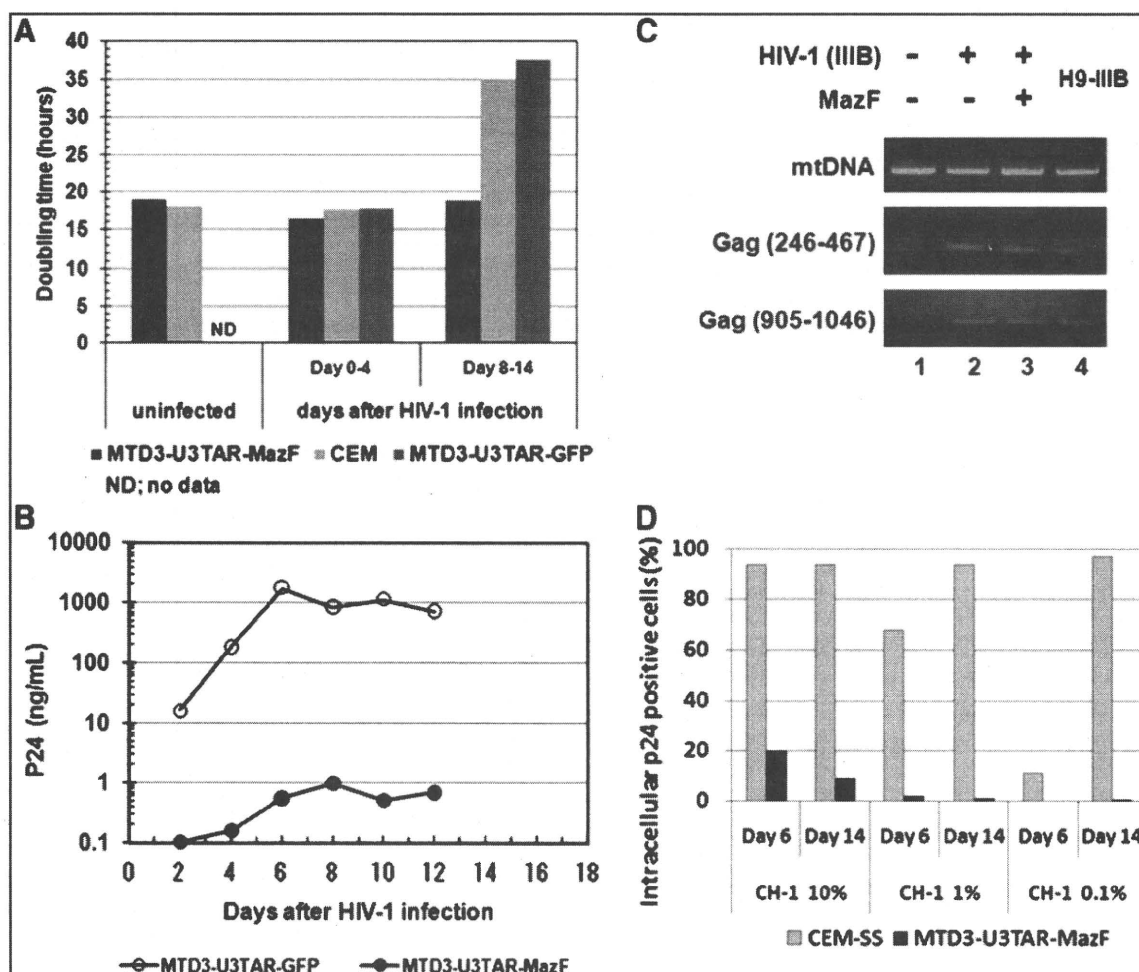 A
Doubling time (hours)
40
35
30
25
20
15
10
5
0
ND
Day 0-4
Day 8-14
uninfected
days after HIV-1 infection
MTD3-U3TAR-MazF CEM MTD3-U3TAR-GFP
ND; no data
B
P24 (ng/mL)
10000
1000
100
10
1
0.1
0 2 4 6 8 10 12 14 16 18
Days after HIV-1 infection
MTD3-U3TAR-GFP MTD3-U3TAR-MazF
C
HIV-1 (IIIB) - + +
H9-IIIB
MazF - - +
mtDNA
Gag (246-467)
Gag (905-1046)
1 2 3 4
D
Intracellular p24 positive cells (%)
100
80
60
40
20
0
Day 6 Day 14 Day 6 Day 14 Day 6 Day 14
CH-1 10% CH-1 1% CH-1 0.1%
CEM-SS MTD3-U3TAR-MazF